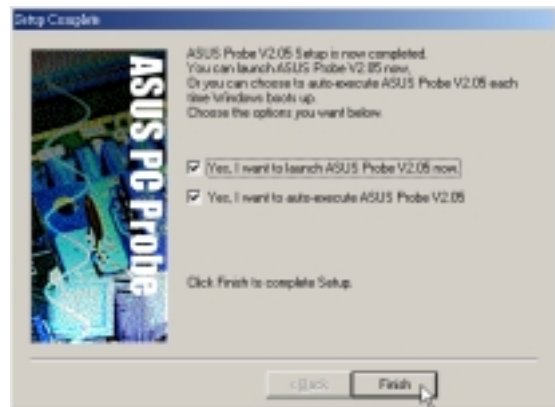 Setup Complete
ASUS PC Probe
ASUS Probe V2.05 Setup is now completed.
You can launch ASUS Probe V2.05 now,
Or you can choose to auto-execute ASUS Probe V2.05 each
time Windows boots up.
Choose the options you want below.
Yes, I want to launch ASUS Probe V2.05 now.
Yes, I want to auto-execute ASUS Probe V2.05
Click Finish to complete Setup.
< Back
Finish